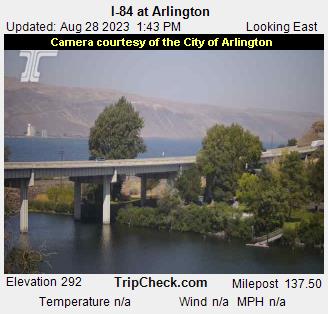 I-84 at Arlington
Updated: Aug 28 2023 1:43 PM Looking East
Camera courtesy of the City of Arlington
Elevation 292 TripCheck.com Milepost 137.50
Temperature n/a Wind n/a MPH n/a